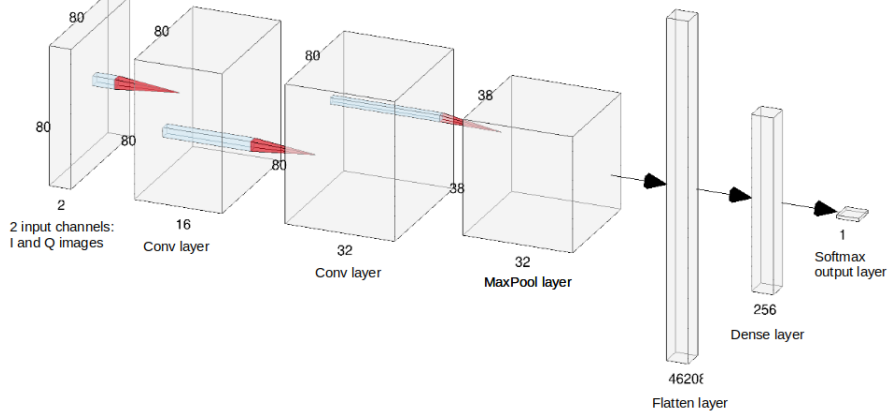 80
80
2
2 input channels:
I and Q images
80
80
16
Conv layer
80
80
32
Conv layer
38
38
32
MaxPool layer
46208
Flatten layer
256
Dense layer
1
Softmax
output layer